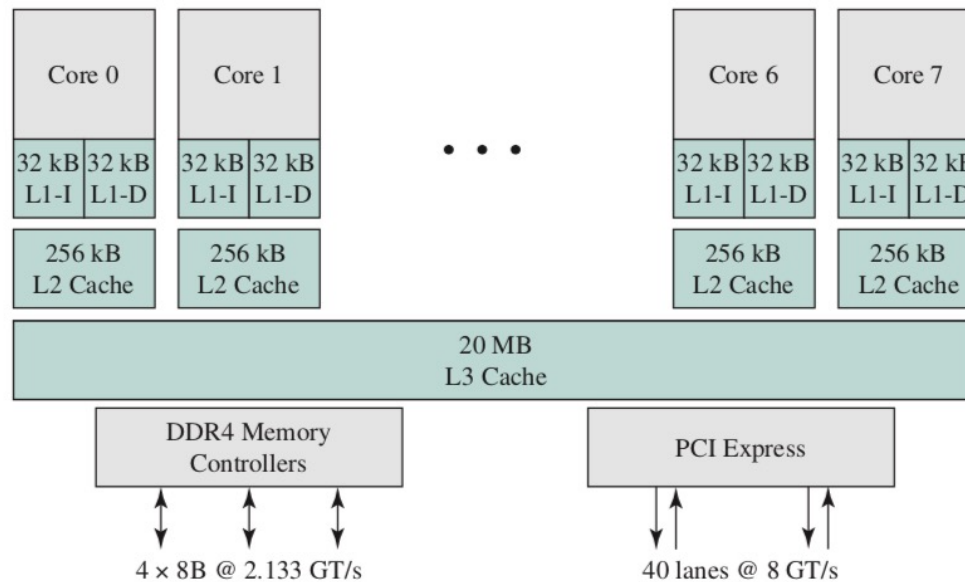 Core 0
Core 1
Core 6
Core 7
32 kB
L1-I
32 kB
L1-D
32 kB
L1-I
32 kB
L1-D
• • •
32 kB
L1-I
32 kB
L1-D
32 kB
L1-I
32 kB
L1-D
256 kB
L2 Cache
256 kB
L2 Cache
256 kB
L2 Cache
256 kB
L2 Cache
20 MB
L3 Cache
DDR4 Memory
Controllers
PCI Express
4 × 8B @ 2.133 GT/s
40 lanes @ 8 GT/s